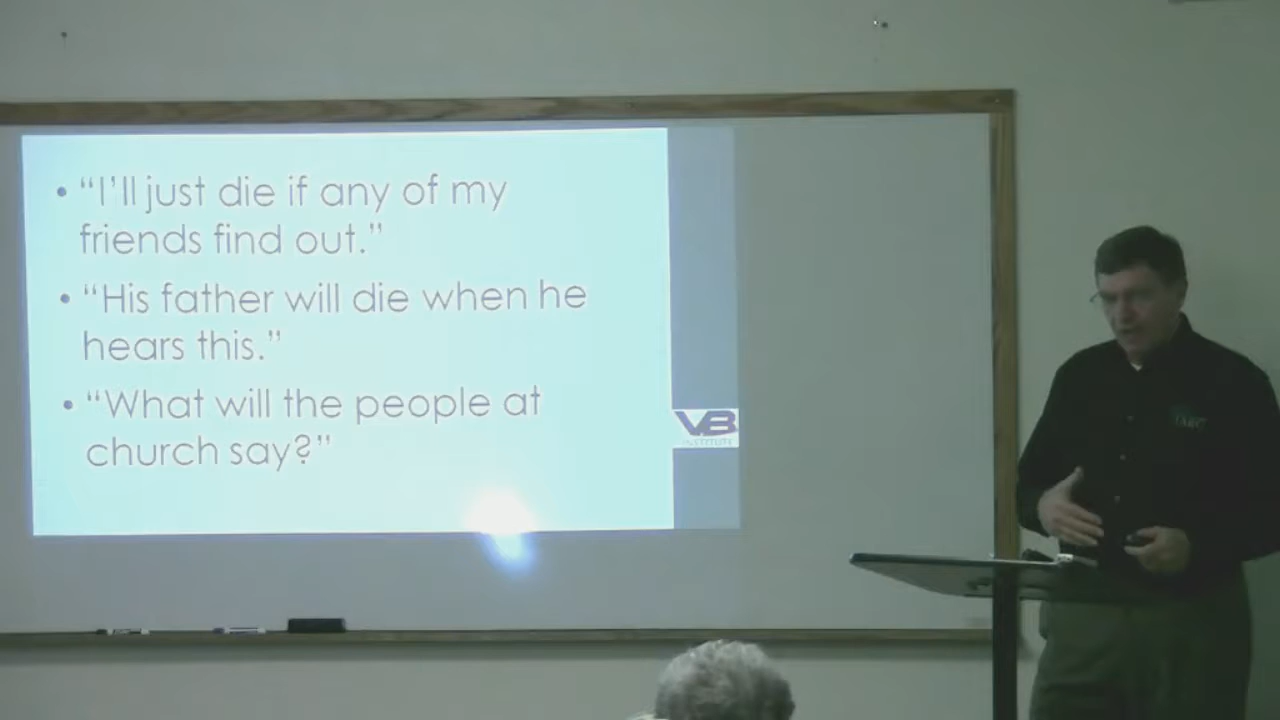 • “I’ll just die if any of my
friends find out.”
• “His father will die when he
hears this.”
• “What will the people at
church say?”
VB
INSTITUTE